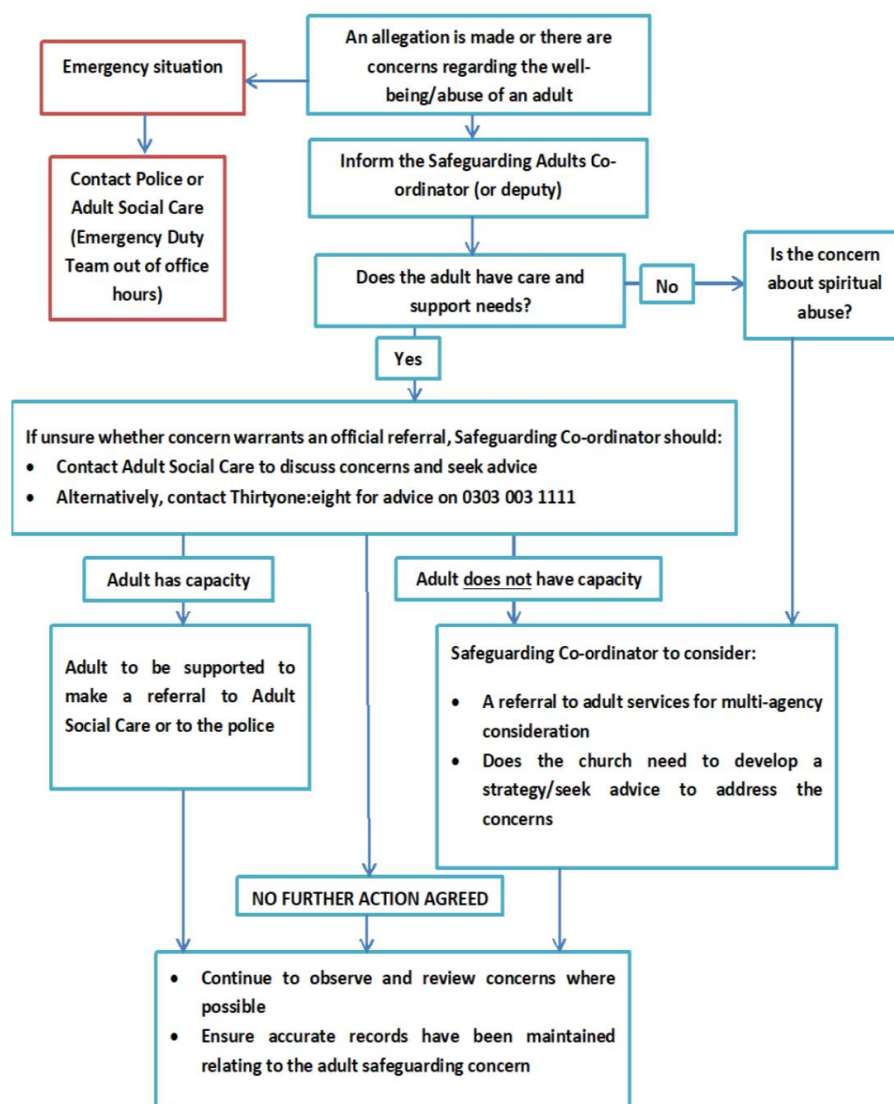 An allegation is made or there are
concerns regarding the well-
being/abuse of an adult
Emergency situation
Contact Police or
Adult Social Care
(Emergency Duty
Team out of office
hours)
Inform the Safeguarding Adults Co-
ordinator (or deputy)
Does the adult have care and
support needs?
No
Is the concern
about spiritual
abuse?
Yes
If unsure whether concern warrants an official referral, Safeguarding Co-ordinator should:
• Contact Adult Social Care to discuss concerns and seek advice
• Alternatively, contact Thirtyone:eight for advice on 0303 003 1111
Adult has capacity
Adult does not have capacity
Adult to be supported to
make a referral to Adult
Social Care or to the police
Safeguarding Co-ordinator to consider:
• A referral to adult services for multi-agency
consideration
• Does the church need to develop a
strategy/seek advice to address the
concerns
NO FURTHER ACTION AGREED
• Continue to observe and review concerns where
possible
• Ensure accurate records have been maintained
relating to the adult safeguarding concern